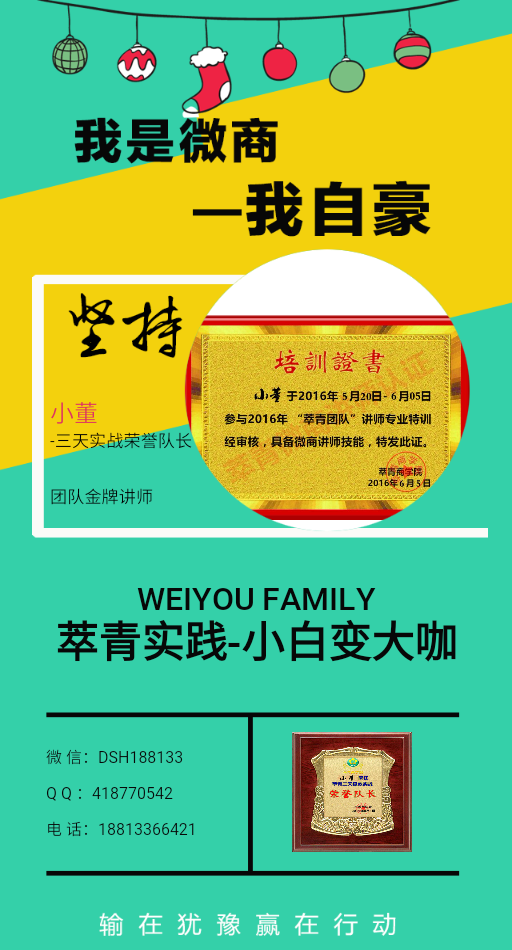 我是微商
—我自豪
坚持
小董
-三天实战荣誉队长
团队金牌讲师
培训證書
小董 于2016年 5月20日- 6月05日
参与2016年 “萃青团队”讲师专业特训
经审核，具备微商讲师技能，特发此证。
萃青商学院
2016年6月5日
WEIYOU FAMILY
萃青实践-小白变大咖
微 信：DSH188133
Q Q ：418770542
电 话：18813366421
荣誉队长
输在犹豫赢在行动